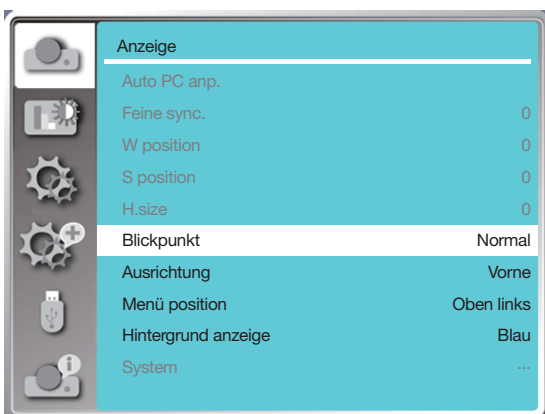 Anzeige
Auto PC anp.
Feine sync. 0
W position 0
S position 0
H.size 0
Blickpunkt Normal
Ausrichtung Vorne
Menü position Oben links
Hintergrund anzeige Blau
System ...